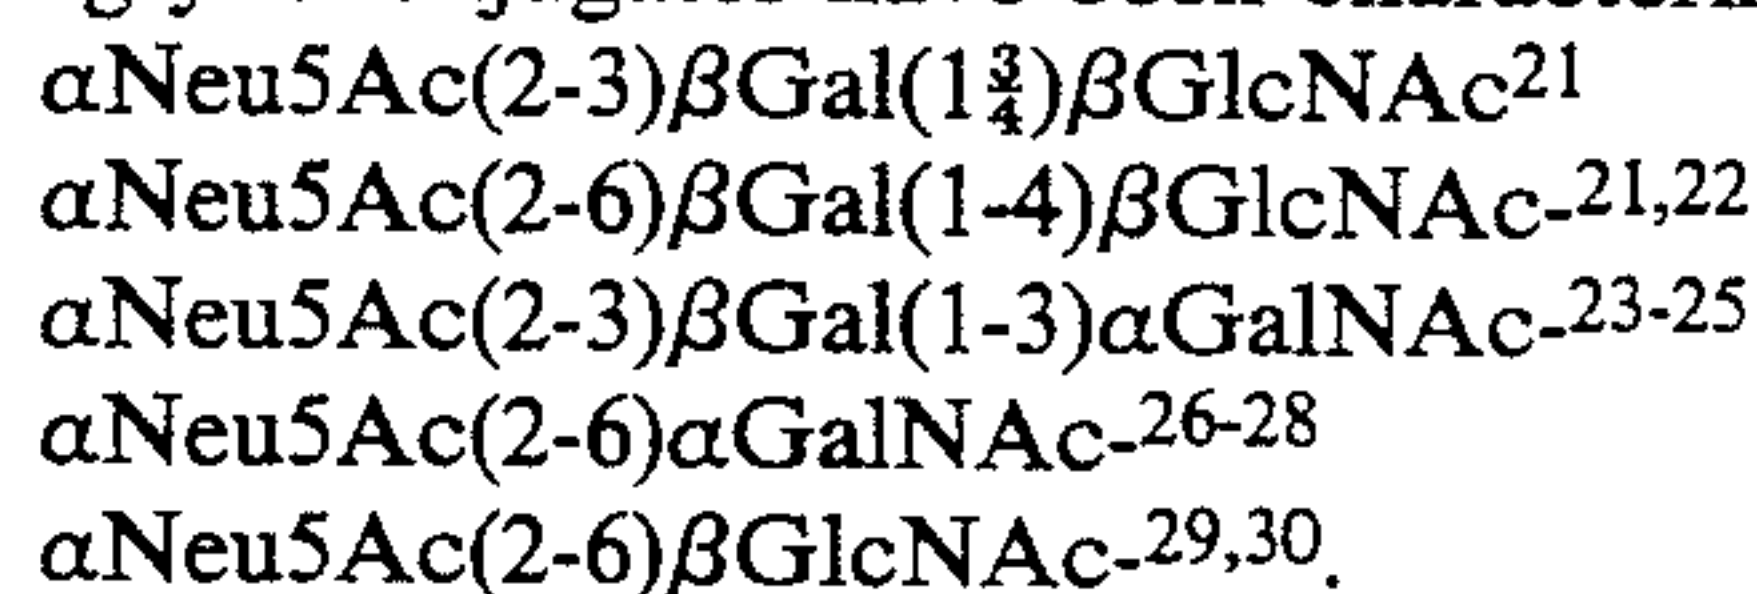 αNeu5Ac(2-3)βGal(1¾)βGlcNAc21
αNeu5Ac(2-6)βGal(1-4)βGlcNAc-21,22
αNeu5Ac(2-3)βGal(1-3)αGalNAc-23-25
αNeu5Ac(2-6)αGalNAc-26-28
αNeu5Ac(2-6)βGlcNAc-29,30.